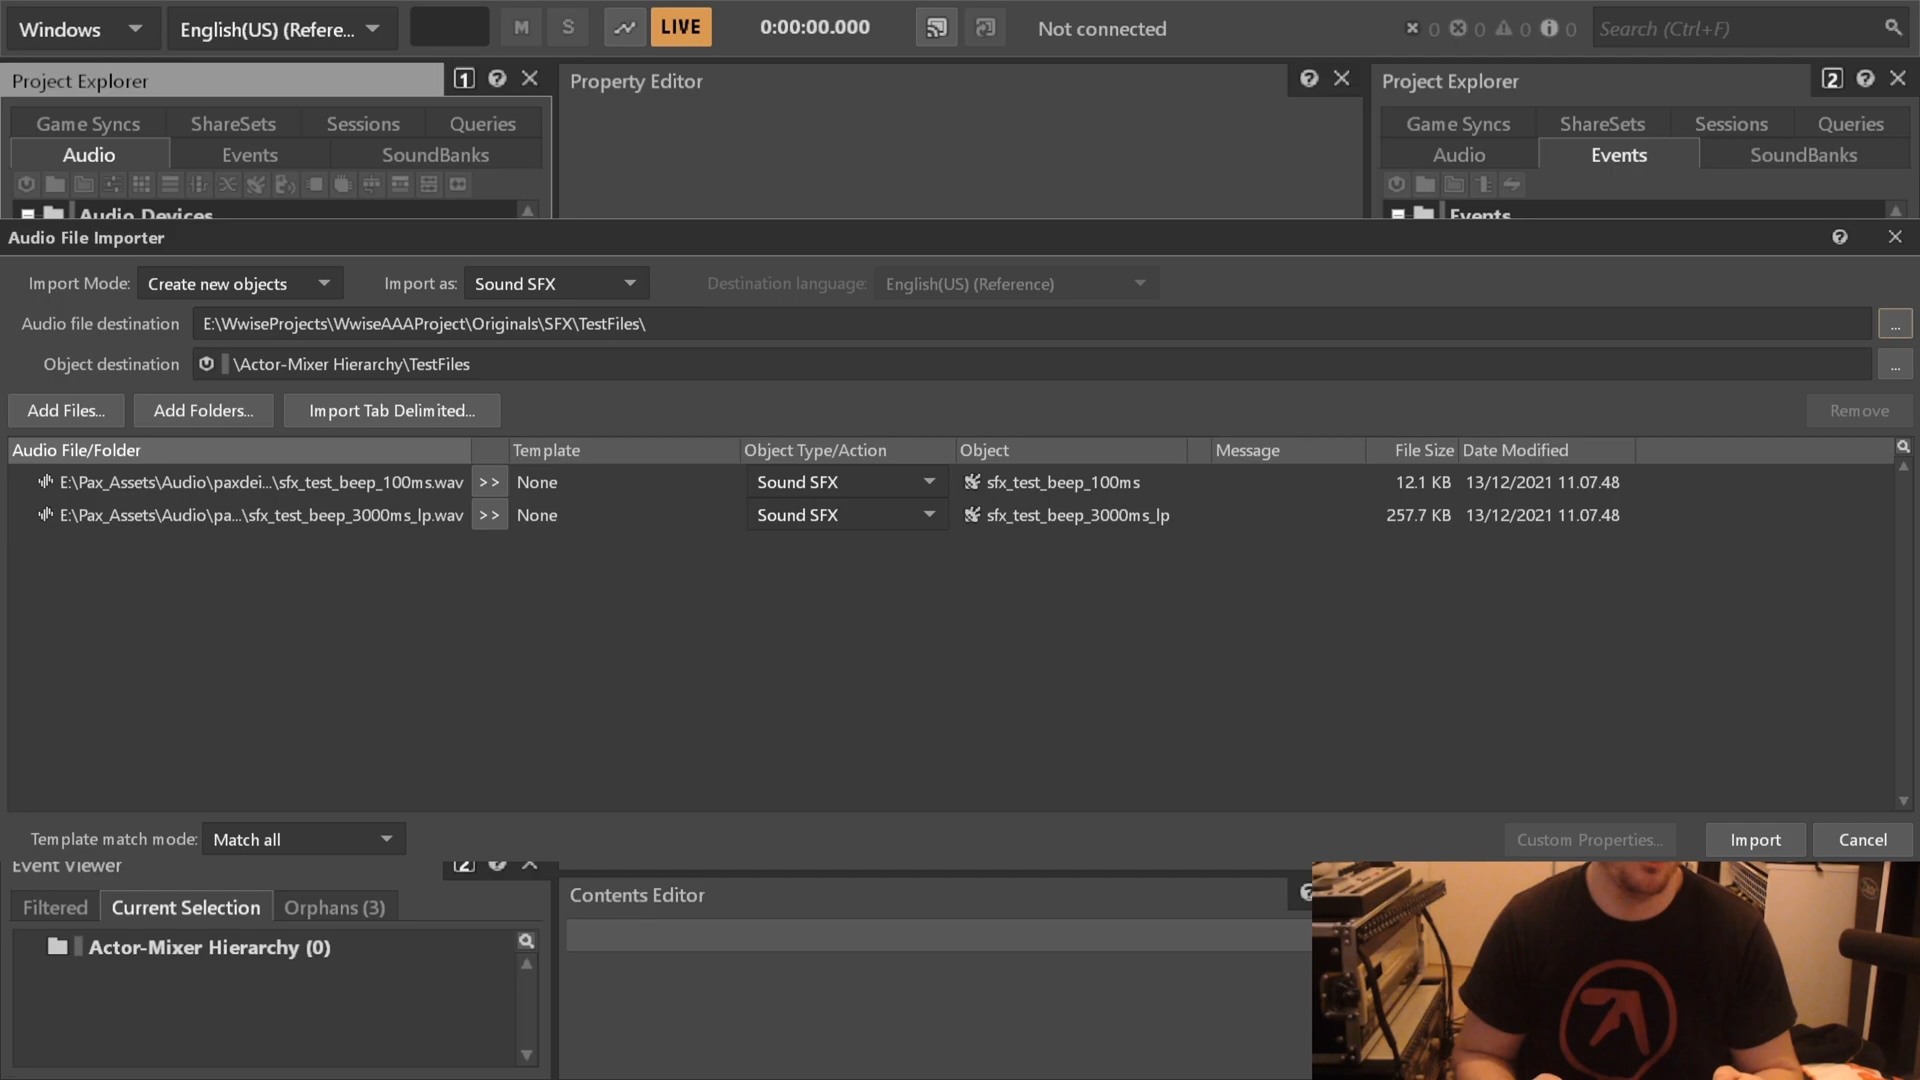 Windows English(US) (Refere... M S LIVE 0:00:00.000 Not connected 0 0 0 0 Search (Ctrl+F)
Project Explorer 1 Property Editor Project Explorer 2
Game Syncs ShareSets Sessions Queries Game Syncs ShareSets Sessions Queries
Audio Events SoundBanks Audio Events SoundBanks
Audio Devices Events
Audio File Importer
Import Mode: Create new objects Import as: Sound SFX Destination language: English(US) (Reference)
Audio file destination E:\WwiseProjects\WwiseAAAProject\Originals\SFX\TestFiles\ ...
Object destination \Actor-Mixer Hierarchy\TestFiles ...
Add Files... Add Folders... Import Tab Delimited... Remove
Audio File/Folder Template Object Type/Action Object Message File Size Date Modified
E:\Pax_Assets\Audio\paxdei...\sfx_test_beep_100ms.wav >> None Sound SFX sfx_test_beep_100ms 12.1 KB 13/12/2021 11.07.48
E:\Pax_Assets\Audio\pa...\sfx_test_beep_3000ms_lp.wav >> None Sound SFX sfx_test_beep_3000ms_lp 257.7 KB 13/12/2021 11.07.48
Template match mode: Match all Custom Properties... Import Cancel
Event Viewer 2
Contents Editor
Filtered Current Selection Orphans (3)
Actor-Mixer Hierarchy (0)